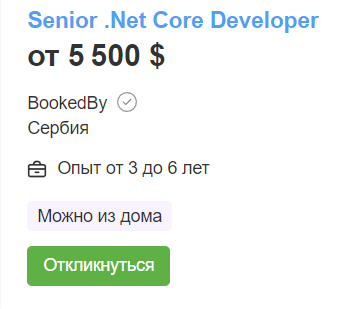 Senior .Net Core Developer
от 5 500 $
BookedBy
Сербия
Опыт от 3 до 6 лет
Можно из дома
Откликнуться